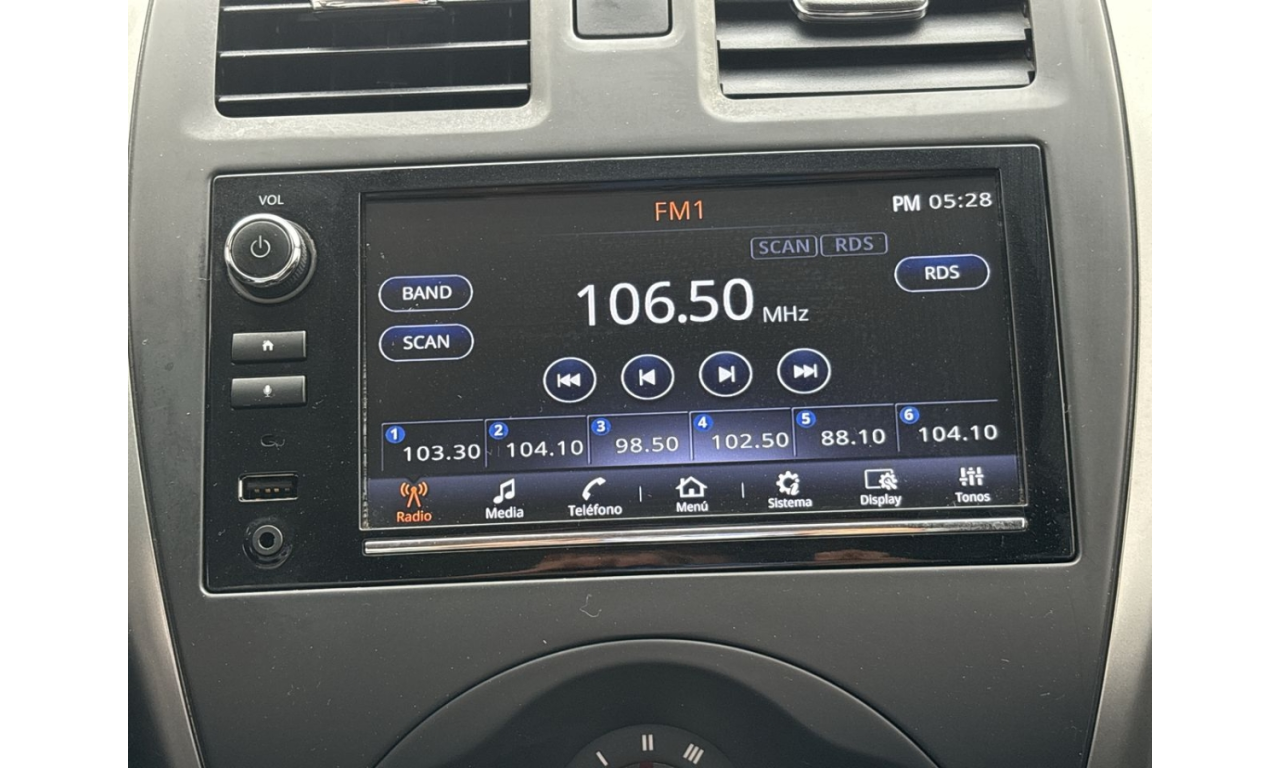 VOL
FM1
PM 05:28
SCAN RDS
BAND
RDS
106.50 MHz
SCAN
1 103.30
2 104.10
3 98.50
4 102.50
5 88.10
6 104.10
Radio
Media
Teléfono
Menú
Sistema
Display
Tonos